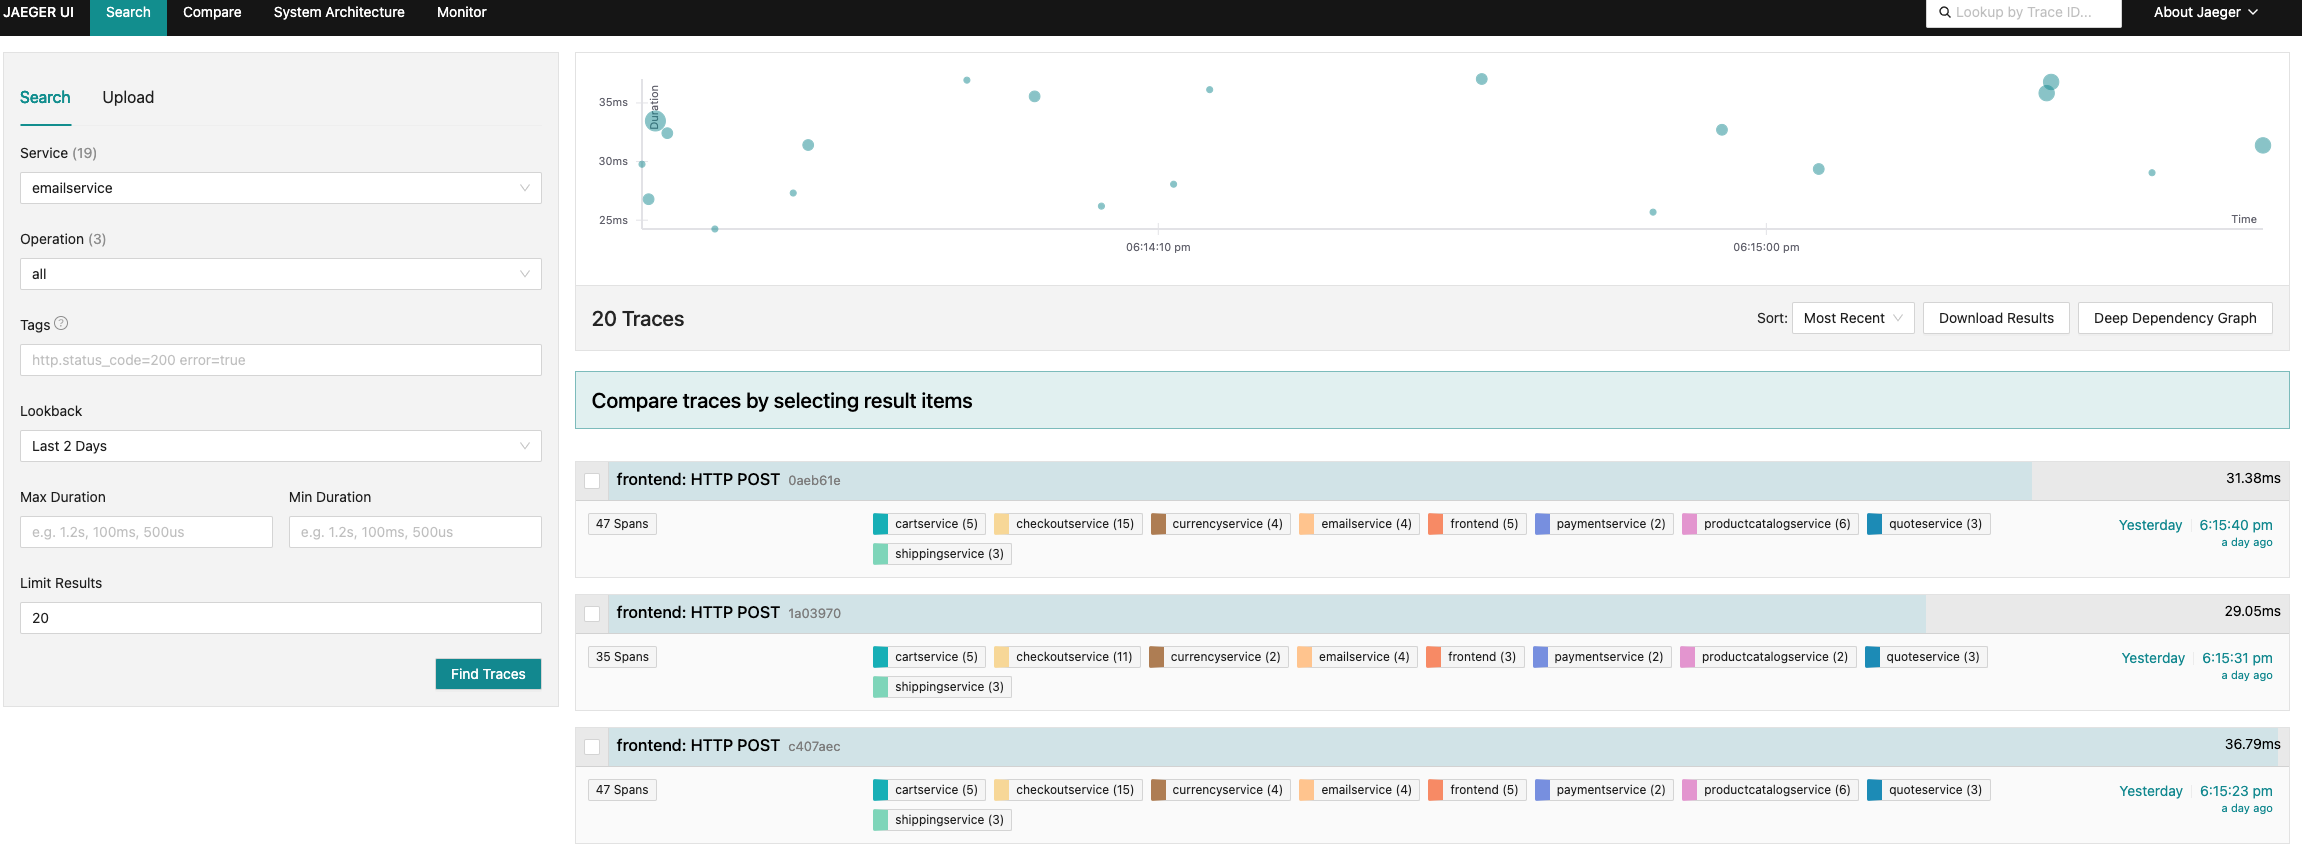 JAEGER UI Search Compare System Architecture Monitor Lookup by Trace ID... About Jaeger
Search Upload
Service (19)
emailservice
Operation (3)
all
Tags
http.status_code=200 error=true
Lookback
Last 2 Days
Max Duration Min Duration
e.g. 1.2s, 100ms, 500us e.g. 1.2s, 100ms, 500us
Limit Results
20
Find Traces
Duration
35ms
30ms
25ms
Time
06:14:10 pm 06:15:00 pm
20 Traces Sort: Most Recent Download Results Deep Dependency Graph
Compare traces by selecting result items
frontend: HTTP POST 0aeb61e 31.38ms
47 Spans cartservice (5) checkoutservice (15) currencyservice (4) emailservice (4) frontend (5) paymentservice (2) productcatalogservice (6) quoteservice (3) Yesterday 6:15:40 pm
shippingservice (3) a day ago
frontend: HTTP POST 1a03970 29.05ms
35 Spans cartservice (5) checkoutservice (11) currencyservice (2) emailservice (4) frontend (3) paymentservice (2) productcatalogservice (2) quoteservice (3) Yesterday 6:15:31 pm
shippingservice (3) a day ago
frontend: HTTP POST c407aec 36.79ms
47 Spans cartservice (5) checkoutservice (15) currencyservice (4) emailservice (4) frontend (5) paymentservice (2) productcatalogservice (6) quoteservice (3) Yesterday 6:15:23 pm
shippingservice (3) a day ago